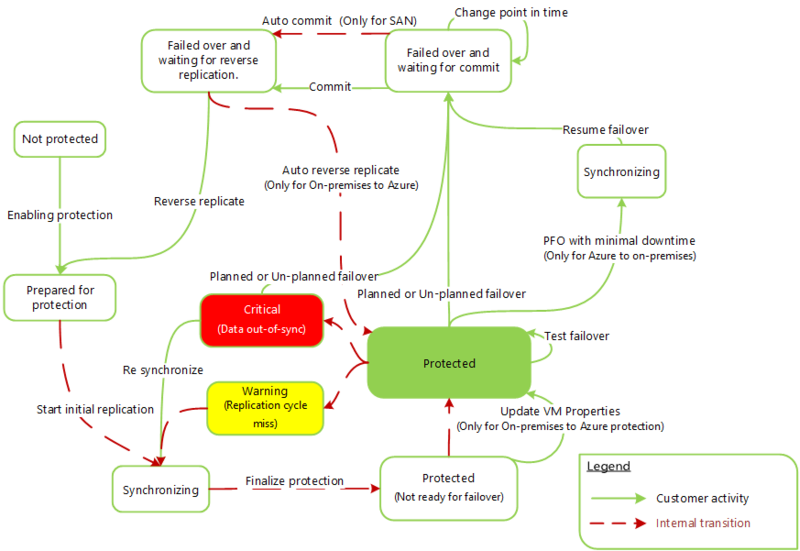 Auto commit (Only for SAN)
Change point in time
Failed over and
waiting for reverse
replication.
Failed over and
waiting for commit
Commit
Not protected
Resume failover
Auto reverse replicate
(Only for On-premises to Azure)
Synchronizing
Reverse replicate
Enabling protection
PFO with minimal downtime
(Only for Azure to on-premises)
Planned or Un-planned failover
Planned or Un-planned failover
Prepared for
protection
Critical
(Data out-of-sync)
Test failover
Protected
Re synchronize
Warning
(Replication cycle
miss)
Start initial replication
Update VM Properties
(Only for On-premises to Azure protection)
Synchronizing
Finalize protection
Protected
(Not ready for failover)
Legend
Customer activity
Internal transition